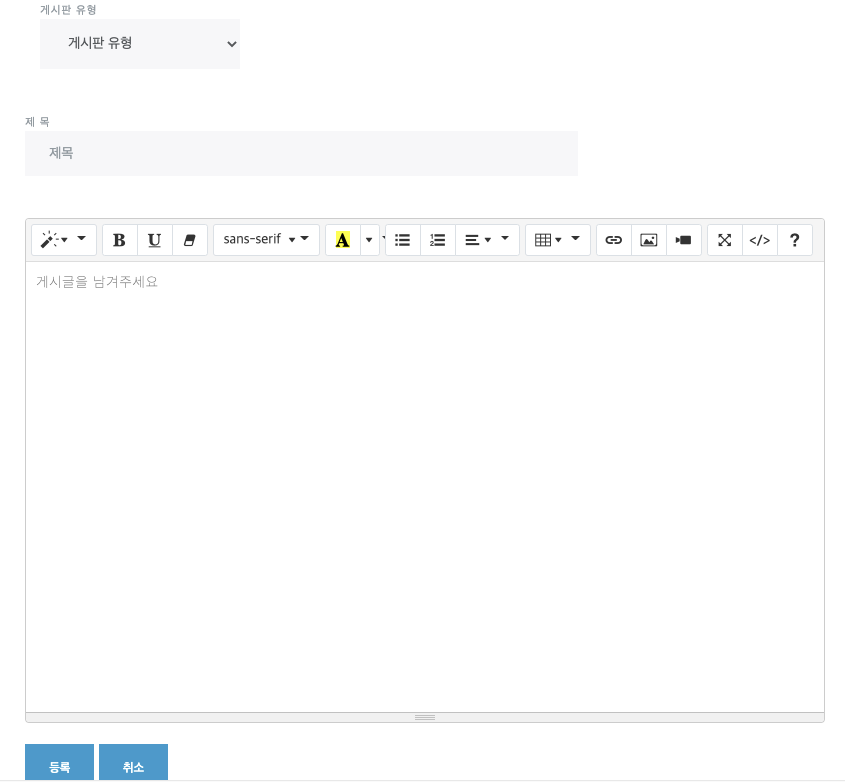 게시판 유형
게시판 유형
제 목
제목
B U sans-serif A </> ?
게시글을 남겨주세요
등록 취소